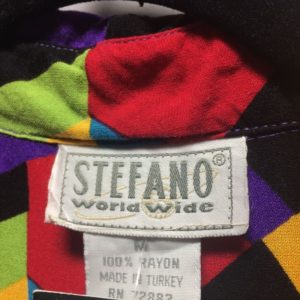 STEFANO®
World Wide
M
100% RAYON
MADE IN TURKEY
RN 72882